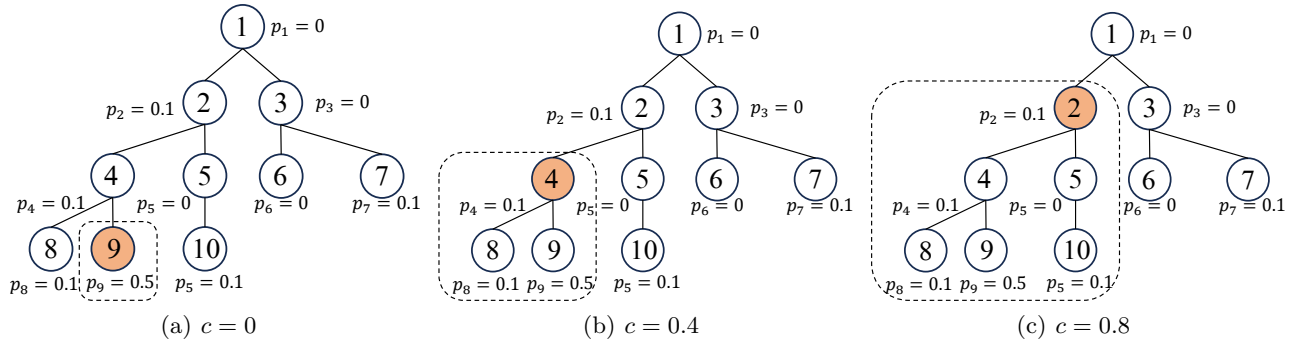 1
p₁ = 0
2
p₂ = 0.1
3
p₃ = 0
4
p₄ = 0.1
5
p₅ = 0
6
p₆ = 0
7
p₇ = 0.1
8
p₈ = 0.1
9
p₉ = 0.5
10
p₅ = 0.1
(a) c = 0
1
p₁ = 0
2
p₂ = 0.1
3
p₃ = 0
4
p₄ = 0.1
5
p₅ = 0
6
p₆ = 0
7
p₇ = 0.1
8
p₈ = 0.1
9
p₉ = 0.5
10
p₅ = 0.1
(b) c = 0.4
1
p₁ = 0
2
p₂ = 0.1
3
p₃ = 0
4
p₄ = 0.1
5
p₅ = 0
6
p₆ = 0
7
p₇ = 0.1
8
p₈ = 0.1
9
p₉ = 0.5
10
p₅ = 0.1
(c) c = 0.8